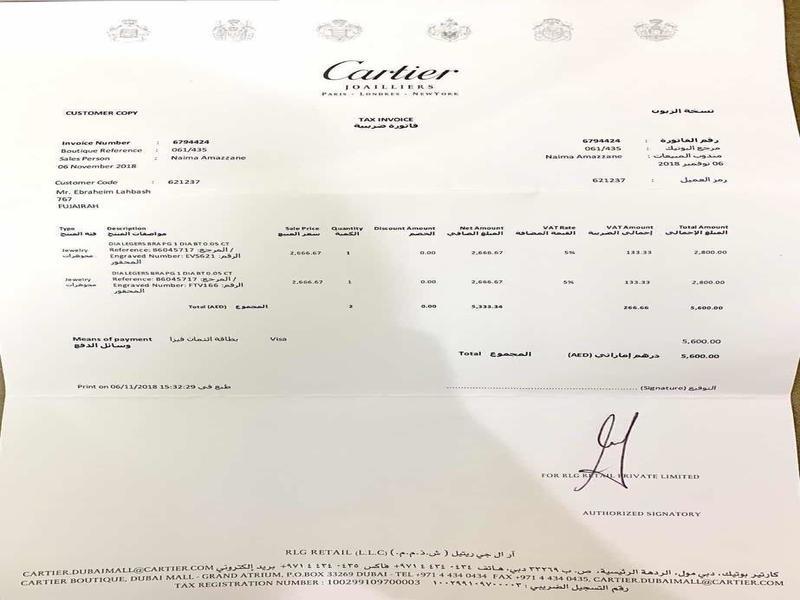 Cartier
JOAILLIERS
PARIS - LONDRES - NEW YORK
CUSTOMER COPY
نسخة الزبون
TAX INVOICE
فاتورة ضريبية
Invoice Number : 6794424
6794424 : رقم الفاتورة
Boutique Reference : 061/435
061/435 : مرجع البوتيك
Sales Person : Naima Amazzane
Naima Amazzane : مندوب المبيعات
06 November 2018
06 نوفمبر 2018
Customer Code : 621237
621237 : رمز العميل
Mr. Ebraheim Lahbash
767
FUJAIRAH
Type Description Sale Price Quantity Discount Amount Net Amount VAT Rate VAT Amount Total Amount
فئة المنتج مواصفات المنتج سعر المبيع الكمية الخصم المبلغ الصافي القيمة المضافة إجمالي الضريبة المبلغ الإجمالي
DIA LEGERS BRA PG 1 DIA BT 0.05 CT
Jewelry Reference: B6045717 :المرجع / 2,666.67 1 0.00 2,666.67 5% 133.33 2,800.00
مجوهرات Engraved Number: EVS621 :الرقم
المحفور
DIA LEGERS BRA PG 1 DIA BT 0.05 CT
Jewelry Reference: B6045717 :المرجع / 2,666.67 1 0.00 2,666.67 5% 133.33 2,800.00
مجوهرات Engraved Number: FTV166 :الرقم
المحفور
Total (AED) المجموع 2 0.00 5,333.34 266.66 5,600.00
Means of payment بطاقة ائتمان فيزا Visa 5,600.00
وسائل الدفع
Total المجموع (AED) درهم إماراتي 5,600.00
Print on 06/11/2018 15:32:29 طبع في
(Signature) التوقيع
FOR RLG RETAIL PRIVATE LIMITED
AUTHORIZED SIGNATORY
RLG RETAIL (L.L.C) (.ش.ذ.م.م) آر ال جي ريتيل
كارتير بوتيك، دبي مول، الردهة الرئيسية، ص.ب ٣٣٢٦٩ دبي، هاتف ٠٤٣٤ ٤٣٤ ٤ ٩٧١+ فاكس ٠٤٣٥ ٤٣٤ ٤ ٩٧١+ بريد إلكتروني CARTIER.DUBAIMALL@CARTIER.COM
CARTIER BOUTIQUE, DUBAI MALL - GRAND ATRIUM, P.O.BOX 33269 DUBAI - TEL +971 4 434 0434 FAX +971 4 434 0435, CARTIER.DUBAIMALL@CARTIER.COM
TAX REGISTRATION NUMBER : 100299109700003 رقم التسجيل الضريبي : ١٠٠٢٩٩١٠٩٧٠٠٠٠٣